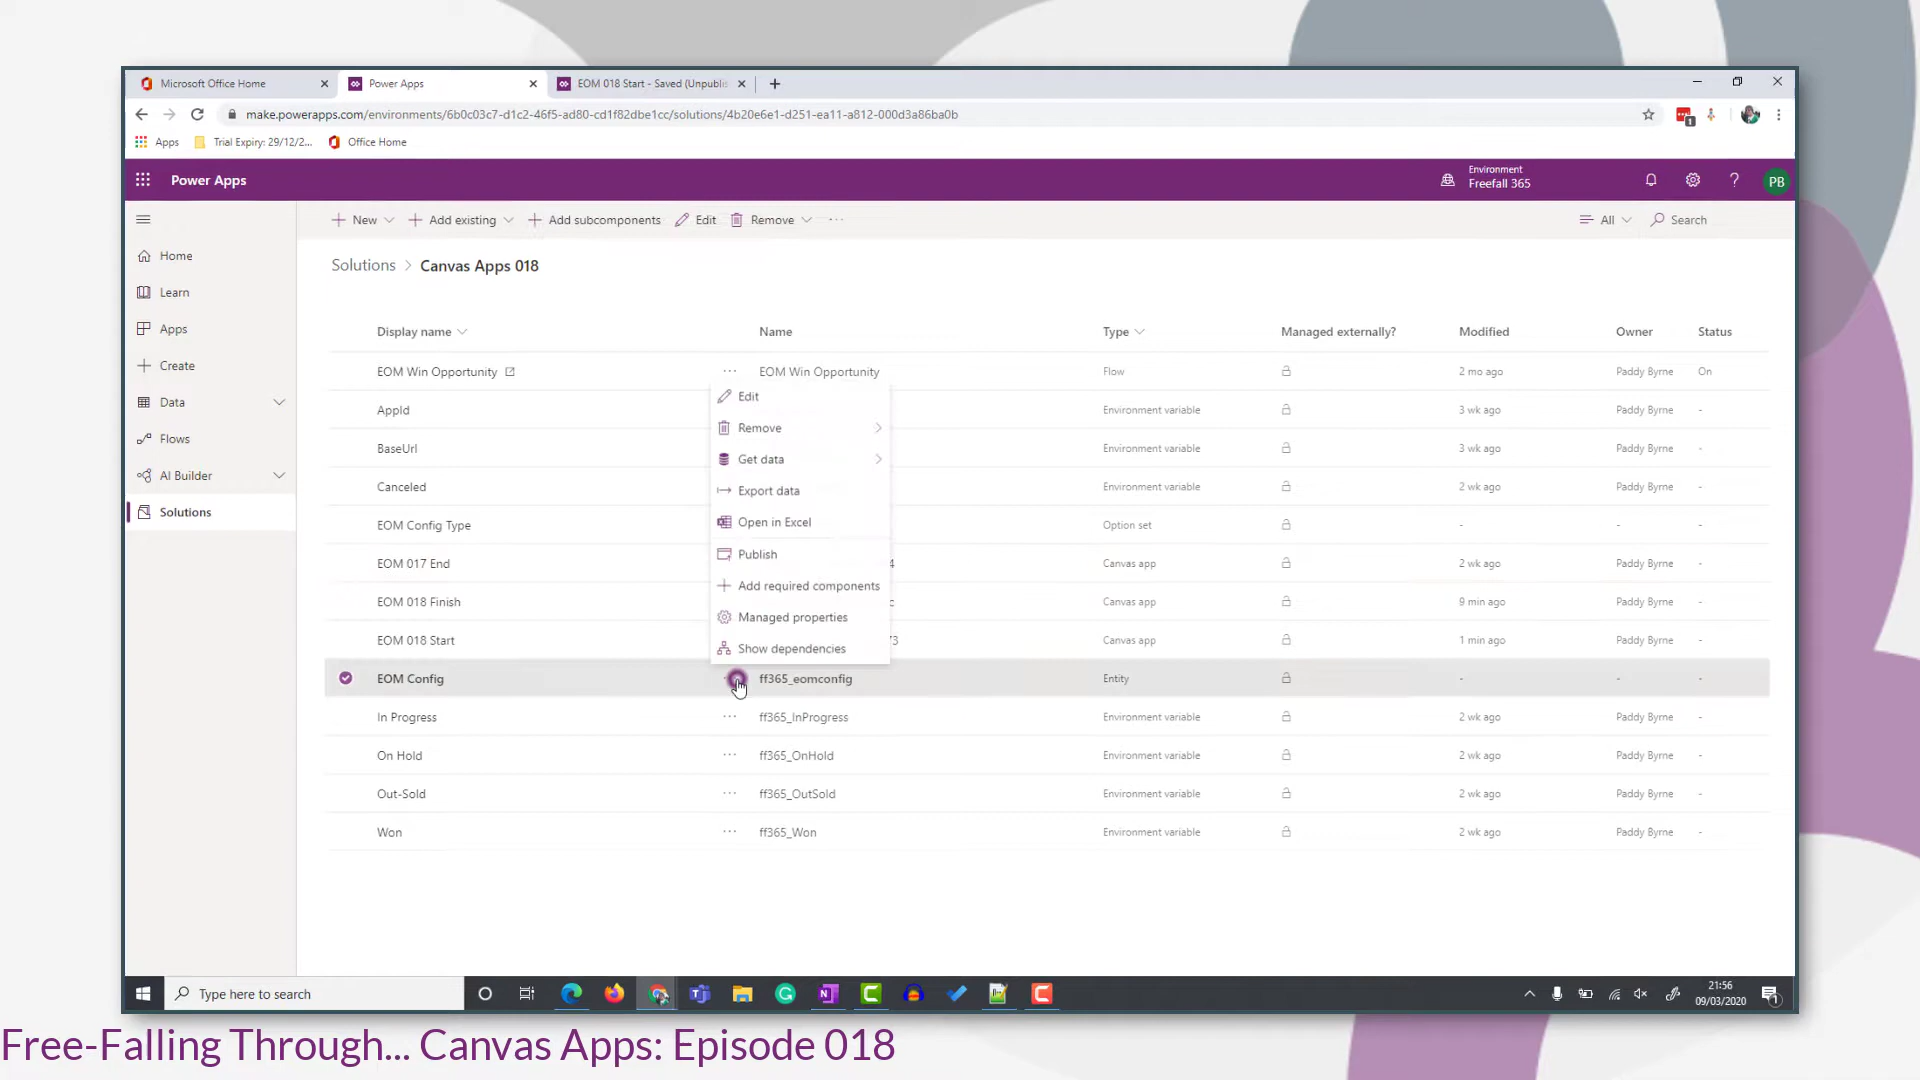 Microsoft Office Home
Power Apps
EOM 018 Start - Saved (Unpublis
make.powerapps.com/environments/6b0c03c7-d1c2-46f5-ad80-cd1f82dbe1cc/solutions/4b20e6e1-d251-ea11-a812-000d3a86ba0b
1
Apps
Trial Expiry: 29/12/2...
Office Home
Power Apps
Environment
Freefall 365
?
PB
New
Add existing
Add subcomponents
Edit
Remove
...
All
Search
Home
Learn
Apps
Create
Data
Flows
AI Builder
Solutions
Solutions > Canvas Apps 018
Display name Name Type Managed externally? Modified Owner Status
EOM Win Opportunity ... EOM Win Opportunity Flow 2 mo ago Paddy Byrne On
AppId Environment variable 3 wk ago Paddy Byrne -
BaseUrl Environment variable 3 wk ago Paddy Byrne -
Canceled Environment variable 2 wk ago Paddy Byrne -
EOM Config Type Option set - - -
EOM 017 End 4 Canvas app 2 wk ago Paddy Byrne -
EOM 018 Finish c Canvas app 9 min ago Paddy Byrne -
EOM 018 Start 73 Canvas app 1 min ago Paddy Byrne -
EOM Config ff365_eomconfig Entity - - -
In Progress ... ff365_InProgress Environment variable 2 wk ago Paddy Byrne -
On Hold ... ff365_OnHold Environment variable 2 wk ago Paddy Byrne -
Out-Sold ... ff365_OutSold Environment variable 2 wk ago Paddy Byrne -
Won ... ff365_Won Environment variable 2 wk ago Paddy Byrne -
Edit
Remove
Get data
Export data
Open in Excel
Publish
Add required components
Managed properties
Show dependencies
Type here to search
21:56
09/03/2020
1
Free-Falling Through... Canvas Apps: Episode 018